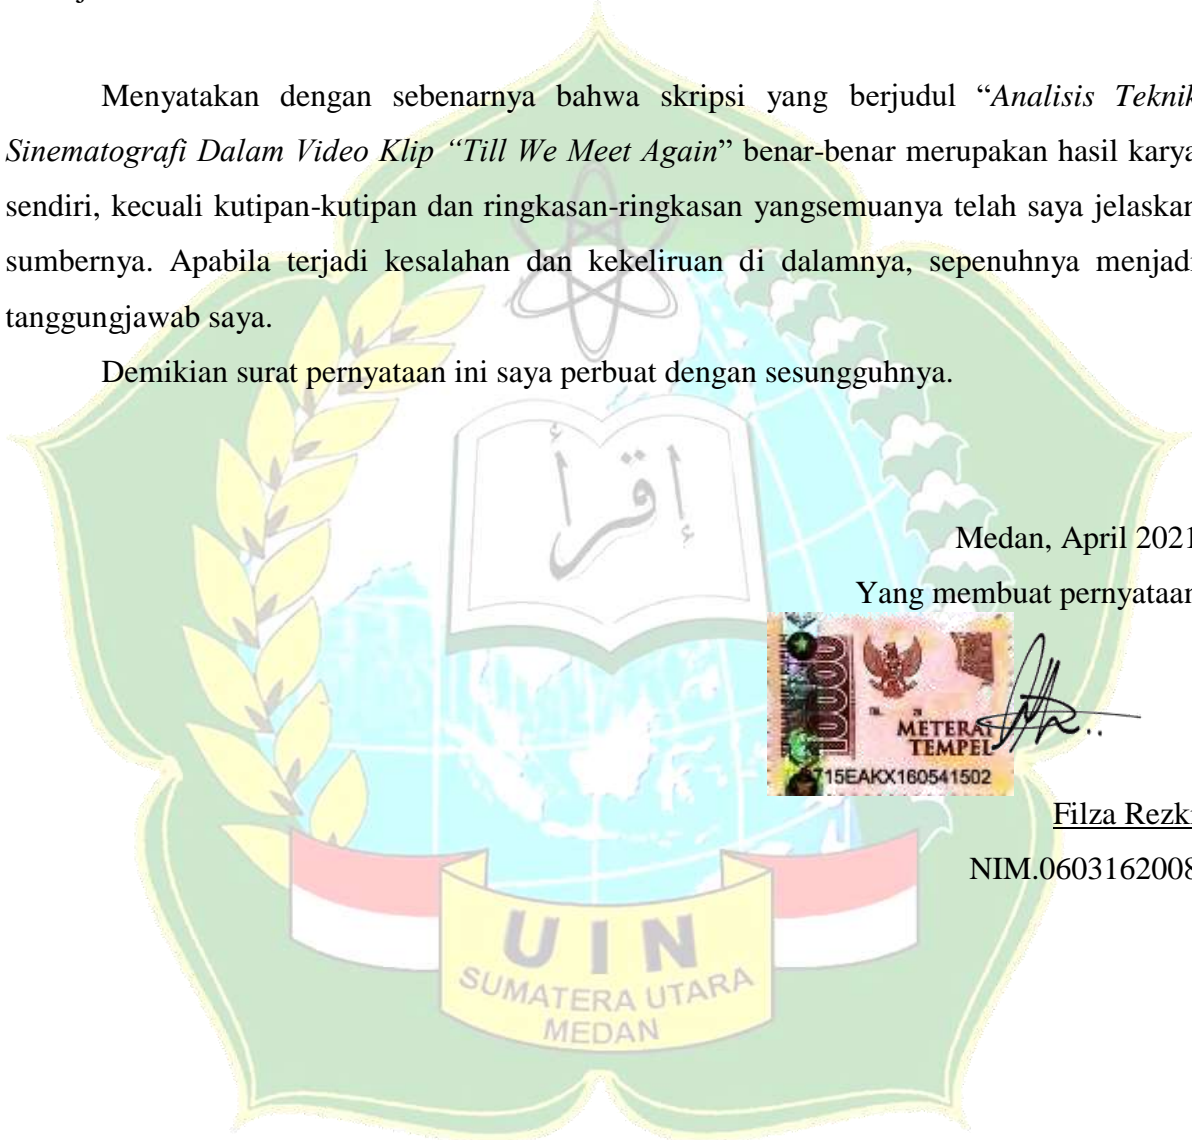 Menyatakan dengan sebenarnya bahwa skripsi yang berjudul “Analisis Teknik
Sinematografi Dalam Video Klip “Till We Meet Again” benar-benar merupakan hasil karya
sendiri, kecuali kutipan-kutipan dan ringkasan-ringkasan yangsemuanya telah saya jelaskan
sumbernya. Apabila terjadi kesalahan dan kekeliruan di dalamnya, sepenuhnya menjadi
tanggungjawab saya.
Demikian surat pernyataan ini saya perbuat dengan sesungguhnya.
إقرأ
Medan, April 2021
Yang membuat pernyataan
10000
METERAI
TEMPEL
715EAKX160541502
Filza Rezki
NIM.0603162008
UIN
SUMATERA UTARA
MEDAN